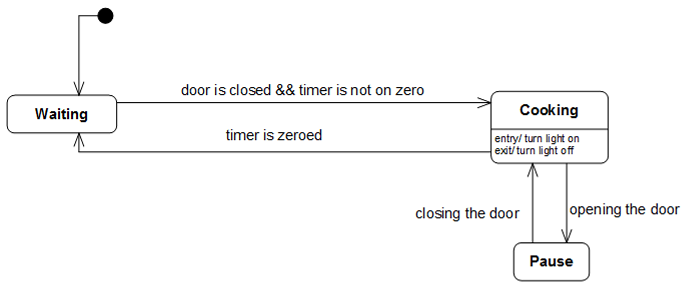 door is closed && timer is not on zero
Waiting
Cooking
timer is zeroed
entry/ turn light on
exit/ turn light off
closing the door
opening the door
Pause